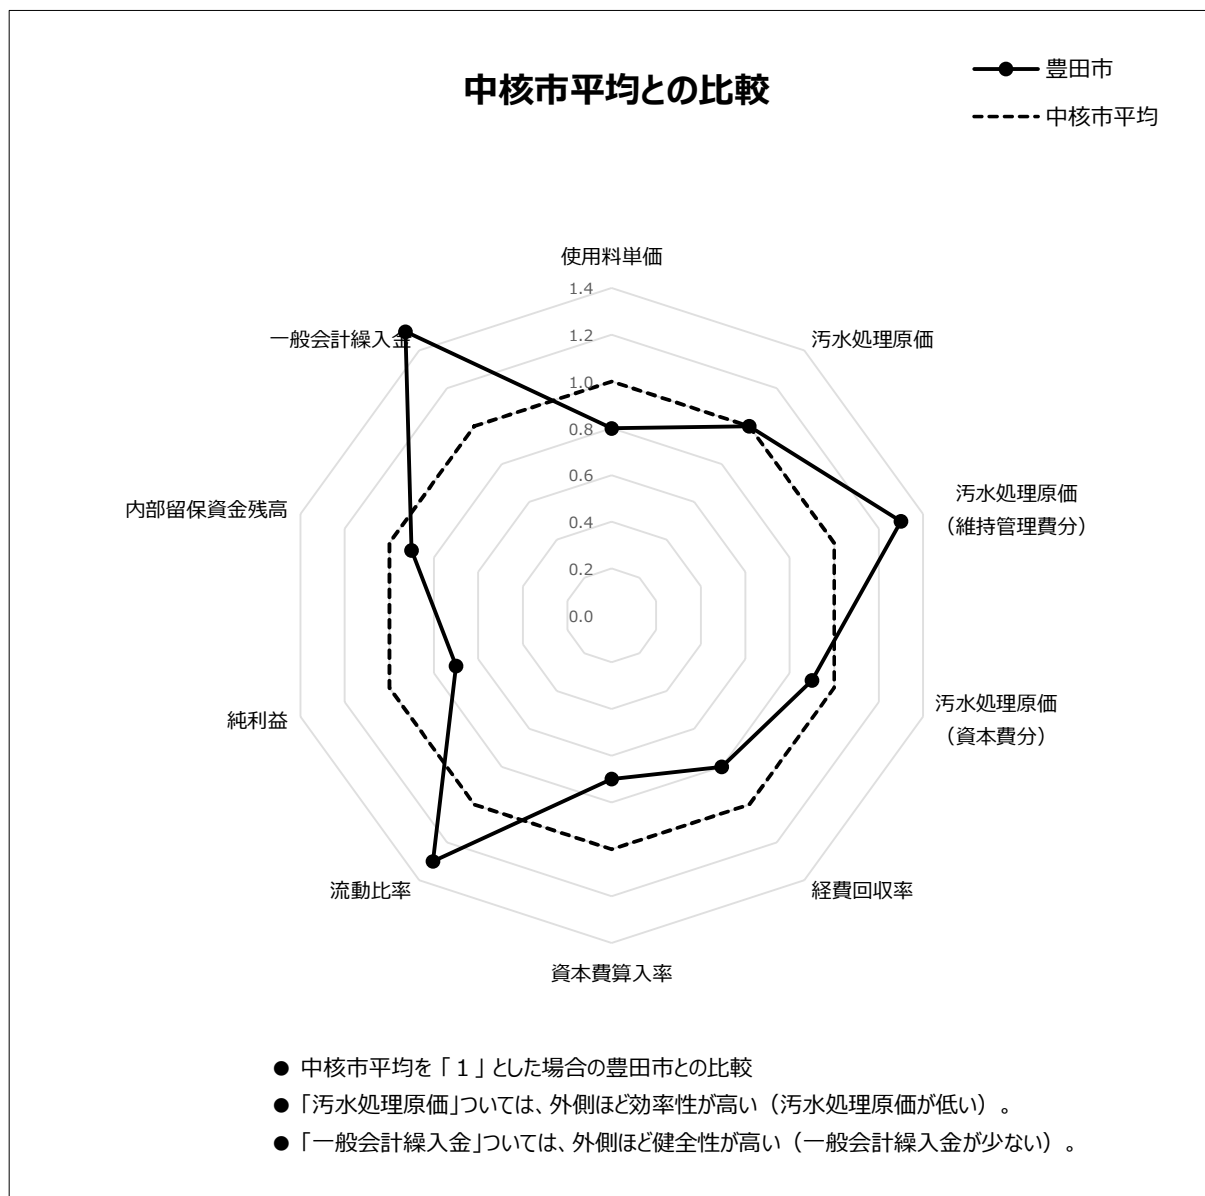 中核市平均との比較
豊田市
中核市平均
使用料単価
1.4
1.2
1.0
0.8
0.6
0.4
0.2
0.0
汚水処理原価
汚水処理原価
（維持管理費分）
汚水処理原価
（資本費分）
経費回収率
資本費算入率
流動比率
純利益
内部留保資金残高
一般会計繰入金
● 中核市平均を「１」とした場合の豊田市との比較
● 「汚水処理原価」ついては、外側ほど効率性が高い（汚水処理原価が低い）。
● 「一般会計繰入金」ついては、外側ほど健全性が高い（一般会計繰入金が少ない）。